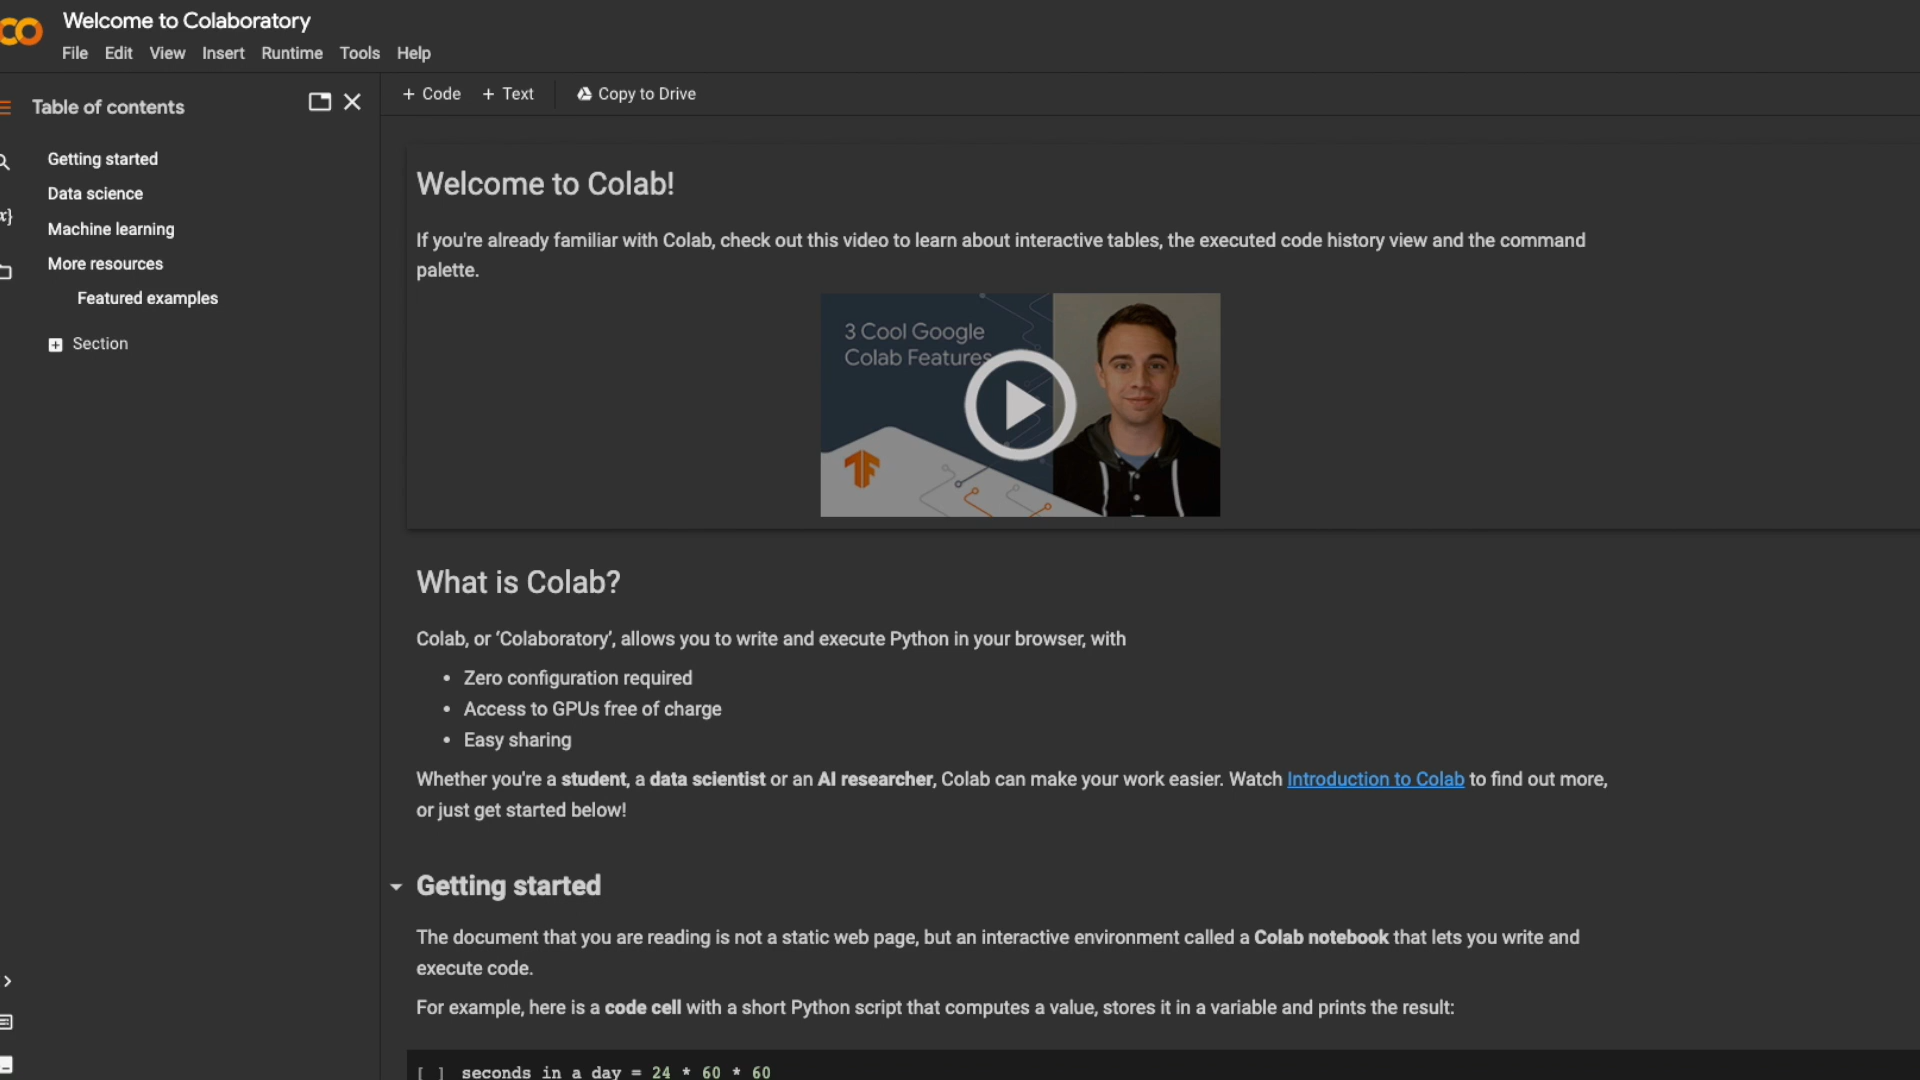 Welcome to Colaboratory
File Edit View Insert Runtime Tools Help
Table of contents
+ Code + Text Copy to Drive
Getting started
Data science
Machine learning
More resources
Featured examples
Section
Welcome to Colab!
If you're already familiar with Colab, check out this video to learn about interactive tables, the executed code history view and the command
palette.
3 Cool Google
Colab Features
What is Colab?
Colab, or ‘Colaboratory’, allows you to write and execute Python in your browser, with
• Zero configuration required
• Access to GPUs free of charge
• Easy sharing
Whether you're a student, a data scientist or an AI researcher, Colab can make your work easier. Watch Introduction to Colab to find out more,
or just get started below!
Getting started
The document that you are reading is not a static web page, but an interactive environment called a Colab notebook that lets you write and
execute code.
For example, here is a code cell with a short Python script that computes a value, stores it in a variable and prints the result:
[ ] seconds_in_a_day = 24 * 60 * 60